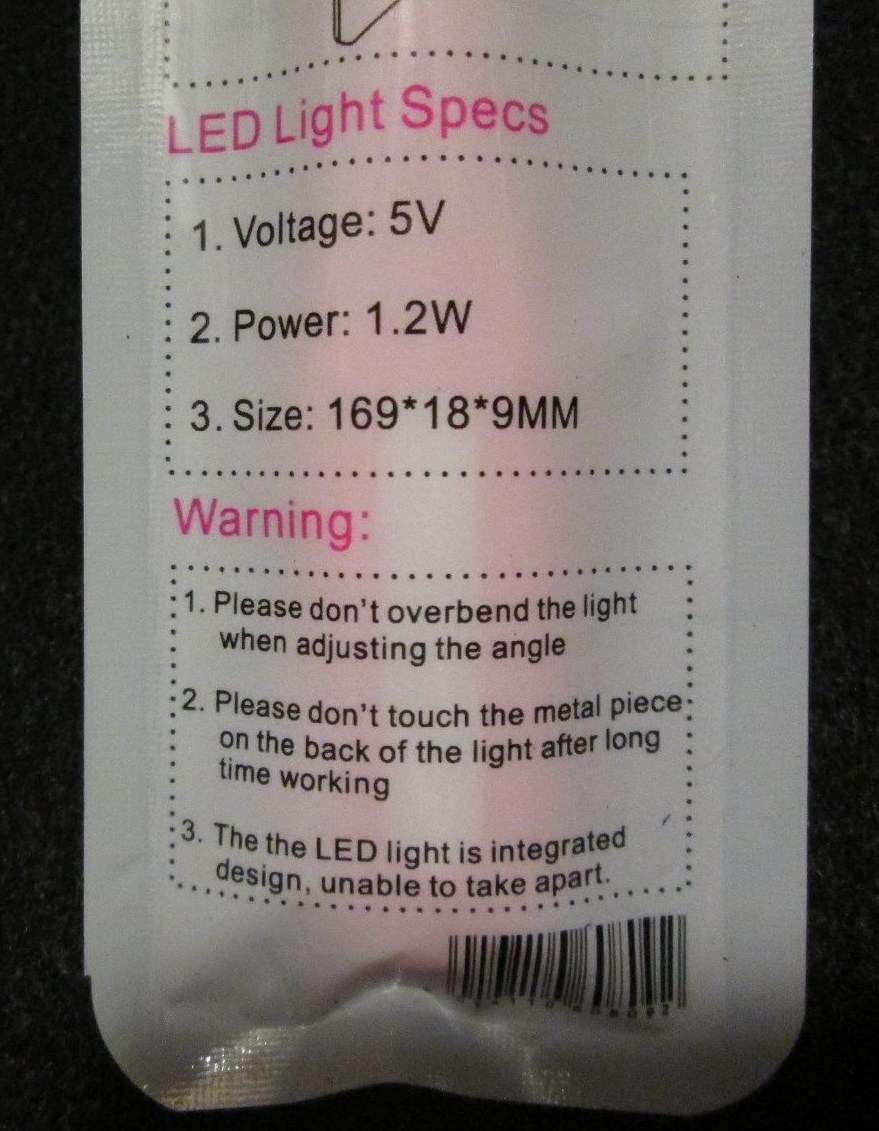 LED Light Specs
1. Voltage: 5V
2. Power: 1.2W
3. Size: 169*18*9MM
Warning:
1. Please don't overbend the light
when adjusting the angle
2. Please don't touch the metal piece
on the back of the light after long
time working
3. The the LED light is integrated
design, unable to take apart.